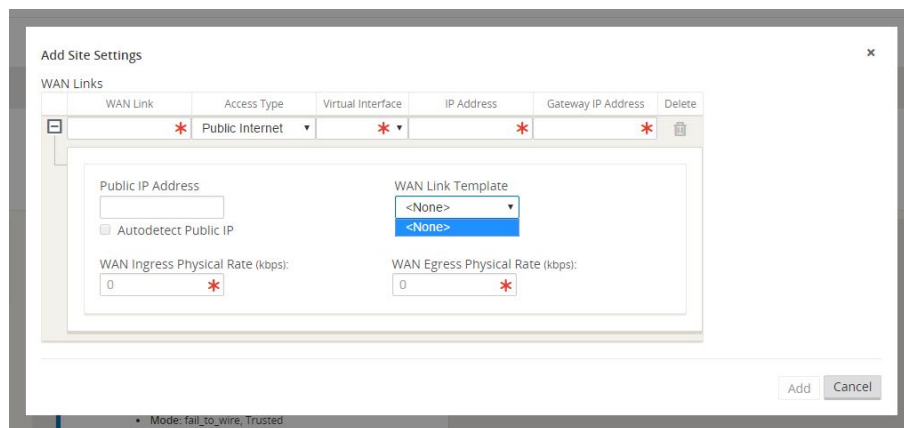 Add Site Settings ×
WAN Links
WAN Link Access Type Virtual Interface IP Address Gateway IP Address Delete
Public Internet
Public IP Address WAN Link Template
<None>
Autodetect Public IP <None>
WAN Ingress Physical Rate (kbps): WAN Egress Physical Rate (kbps):
0 0
Add Cancel
• Mode: fail_to_wire, Trusted